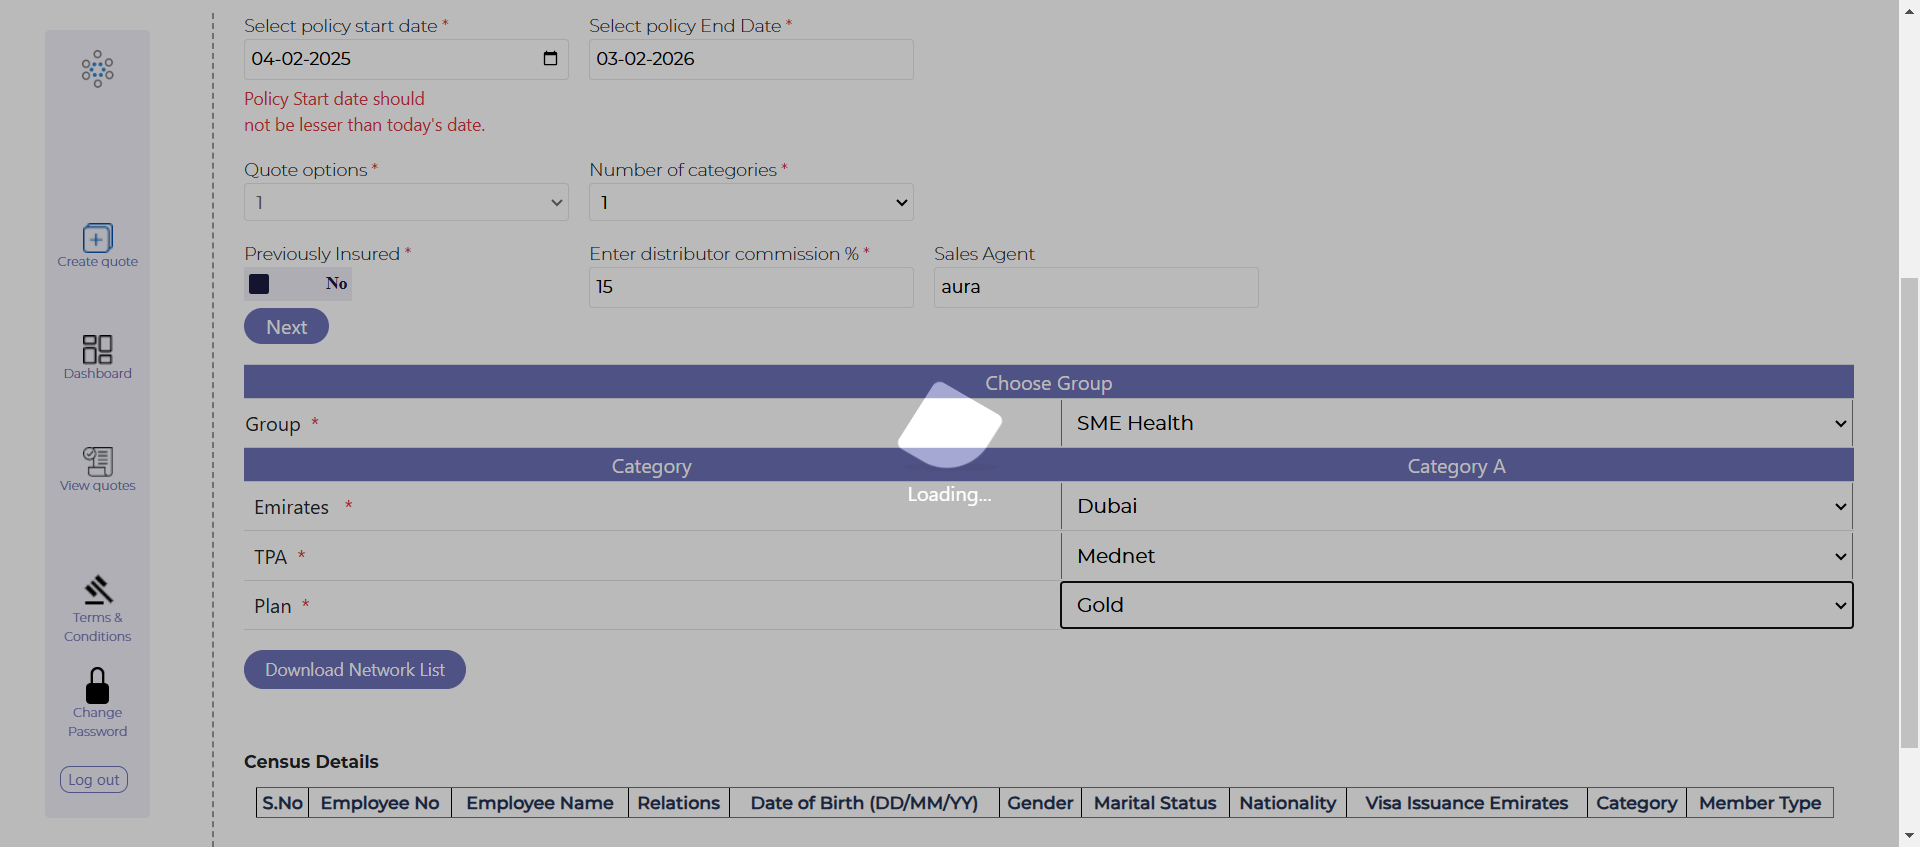 Select policy start date *
Select policy End Date *
04-02-2025
03-02-2026
Policy Start date should
not be lesser than today's date.
Quote options *
Number of categories *
1
1
Previously Insured *
Enter distributor commission % *
Sales Agent
No
15
aura
Next
Choose Group
Group *
SME Health
Category
Category A
Loading...
Emirates *
Dubai
TPA *
Mednet
Plan *
Gold
Download Network List
Census Details
S.No
Employee No
Employee Name
Relations
Date of Birth (DD/MM/YY)
Gender
Marital Status
Nationality
Visa Issuance Emirates
Category
Member Type
Create quote
Dashboard
View quotes
Terms &
Conditions
Change
Password
Log out